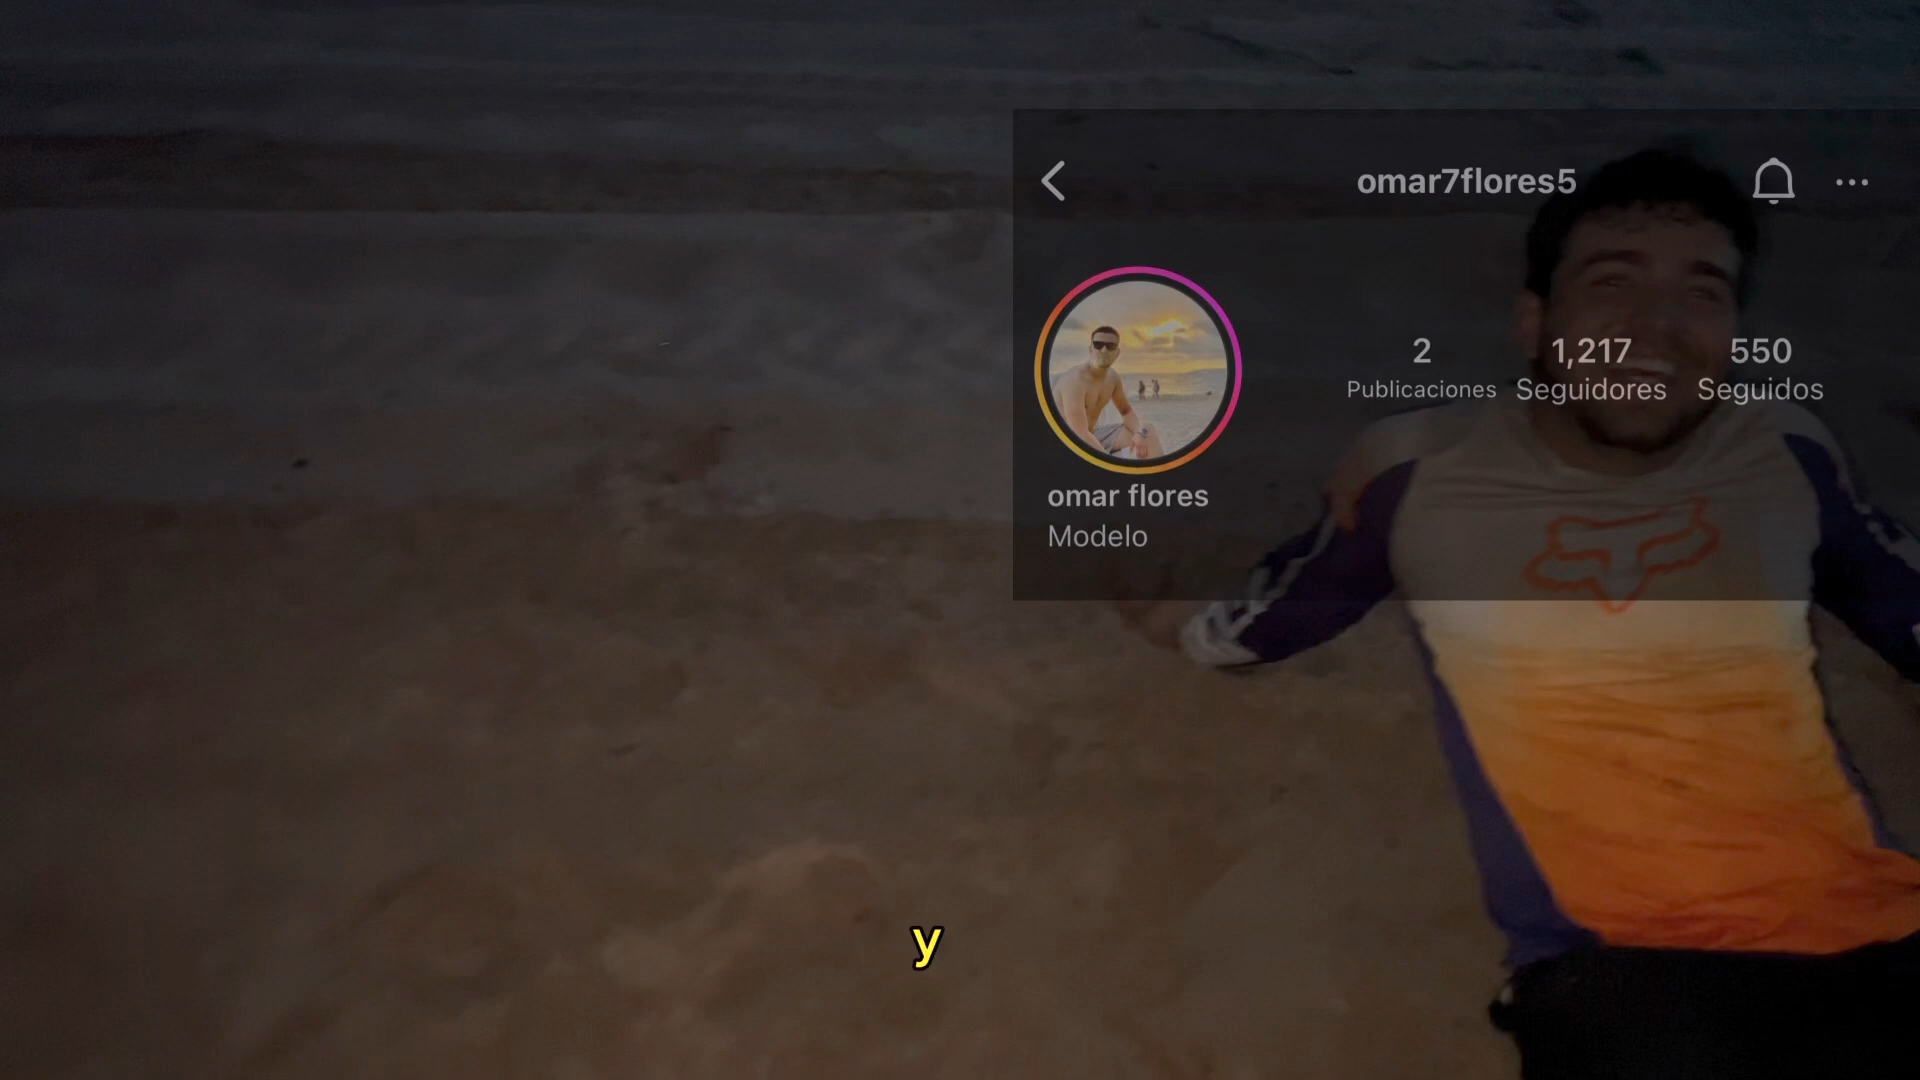 omar7flores5
2 1,217 550
Publicaciones Seguidores Seguidos
omar flores
Modelo
y